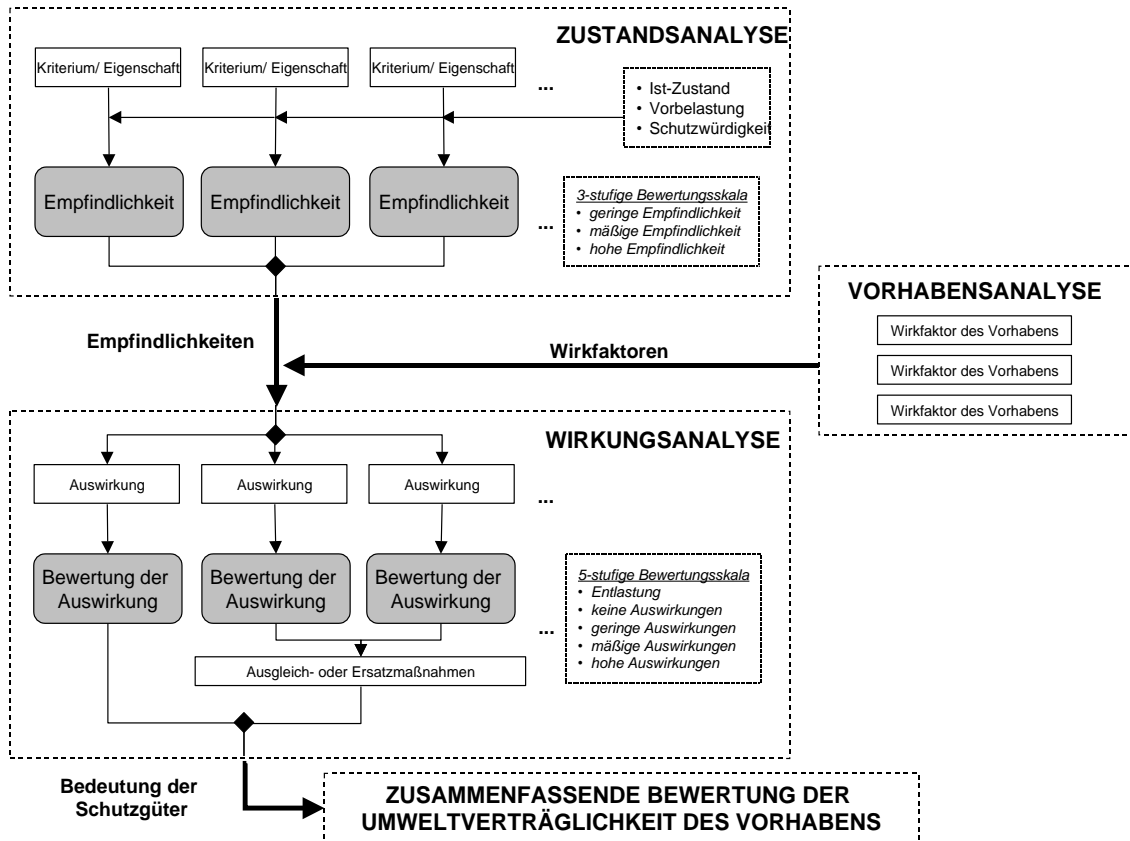 ZUSTANDSANALYSE
Kriterium/ Eigenschaft
Kriterium/ Eigenschaft
Kriterium/ Eigenschaft
...
• Ist-Zustand
• Vorbelastung
• Schutzwürdigkeit
Empfindlichkeit
Empfindlichkeit
Empfindlichkeit
...
3-stufige Bewertungsskala
• geringe Empfindlichkeit
• mäßige Empfindlichkeit
• hohe Empfindlichkeit
VORHABENSANALYSE
Wirkfaktor des Vorhabens
Wirkfaktor des Vorhabens
Wirkfaktor des Vorhabens
Empfindlichkeiten
Wirkfaktoren
WIRKUNGSANALYSE
Auswirkung
Auswirkung
Auswirkung
...
Bewertung der
Auswirkung
Bewertung der
Auswirkung
Bewertung der
Auswirkung
...
5-stufige Bewertungsskala
• Entlastung
• keine Auswirkungen
• geringe Auswirkungen
• mäßige Auswirkungen
• hohe Auswirkungen
Ausgleich- oder Ersatzmaßnahmen
Bedeutung der
Schutzgüter
ZUSAMMENFASSENDE BEWERTUNG DER
UMWELTVERTRÄGLICHKEIT DES VORHABENS